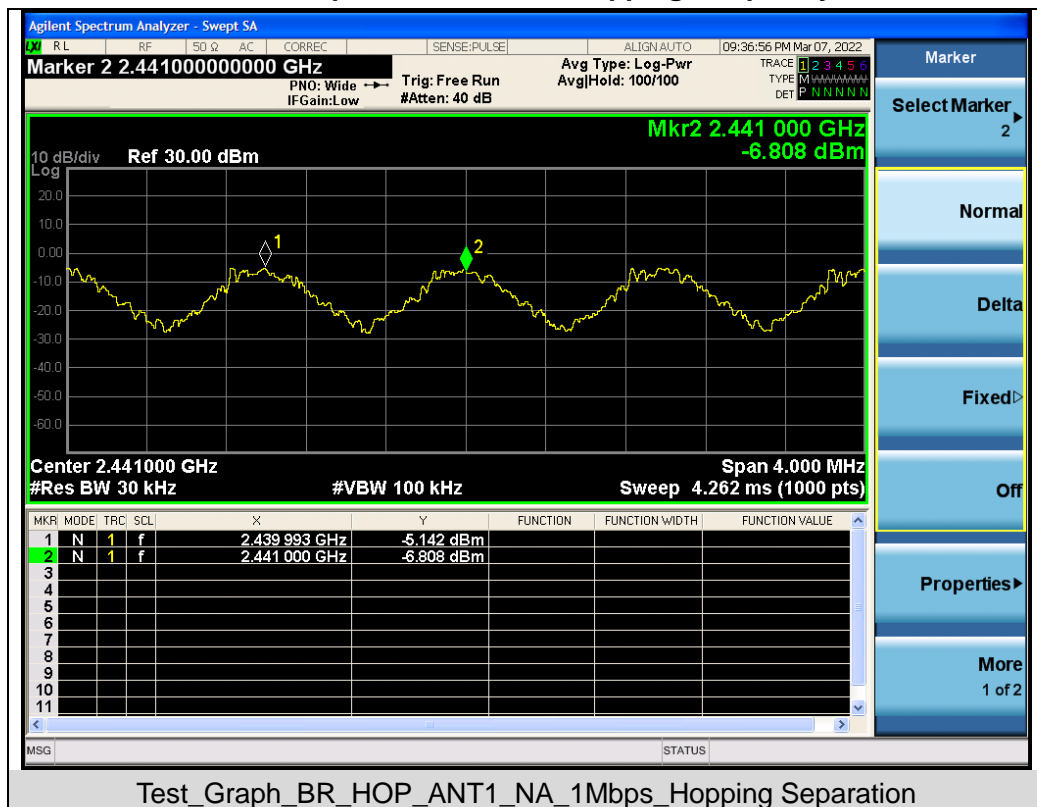 Agilent Spectrum Analyzer - Swept SA
LXI RL RF 50 Ω AC CORREC SENSE:PULSE ALIGN AUTO 09:36:56 PM Mar 07, 2022
Marker 2 2.441000000000 GHz
PNO: Wide
IFGain:Low
Trig: Free Run
#Atten: 40 dB
Avg Type: Log-Pwr
Avg|Hold: 100/100
TRACE 1 2 3 4 5 6
TYPE M WWWWW
DET P N N N N N
Mkr2 2.441 000 GHz
-6.808 dBm
10 dB/div Ref 30.00 dBm
Log
20.0
10.0
0.00
-10.0
-20.0
-30.0
-40.0
-50.0
-60.0
1
2
Center 2.441000 GHz Span 4.000 MHz
#Res BW 30 kHz #VBW 100 kHz Sweep 4.262 ms (1000 pts)
MKR MODE TRC SCL X Y FUNCTION FUNCTION WIDTH FUNCTION VALUE
1 N 1 f 2.439 993 GHz -5.142 dBm
2 N 1 f 2.441 000 GHz -6.808 dBm
3
4
5
6
7
8
9
10
11
MSG STATUS
Marker
Select Marker
2
Normal
Delta
Fixed
Off
Properties
More
1 of 2
Test_Graph_BR_HOP_ANT1_NA_1Mbps_Hopping Separation